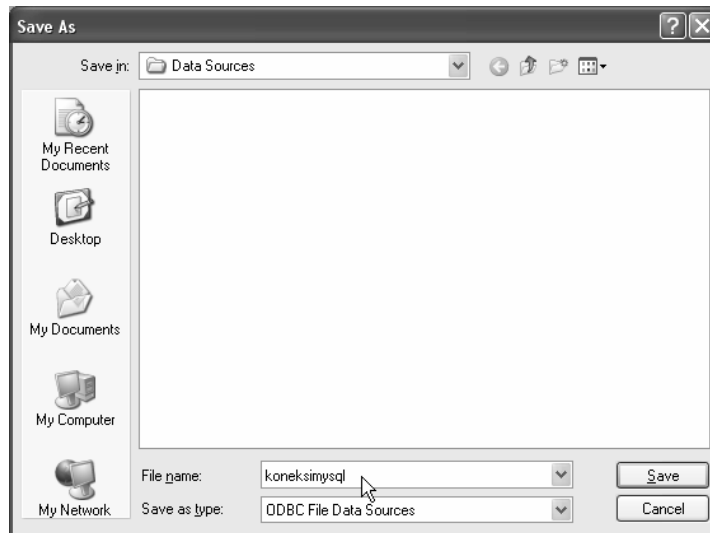 Save As
Save in: Data Sources
My Recent
Documents
Desktop
My Documents
My Computer
My Network
File name: koneksimysql Save
Save as type: ODBC File Data Sources Cancel